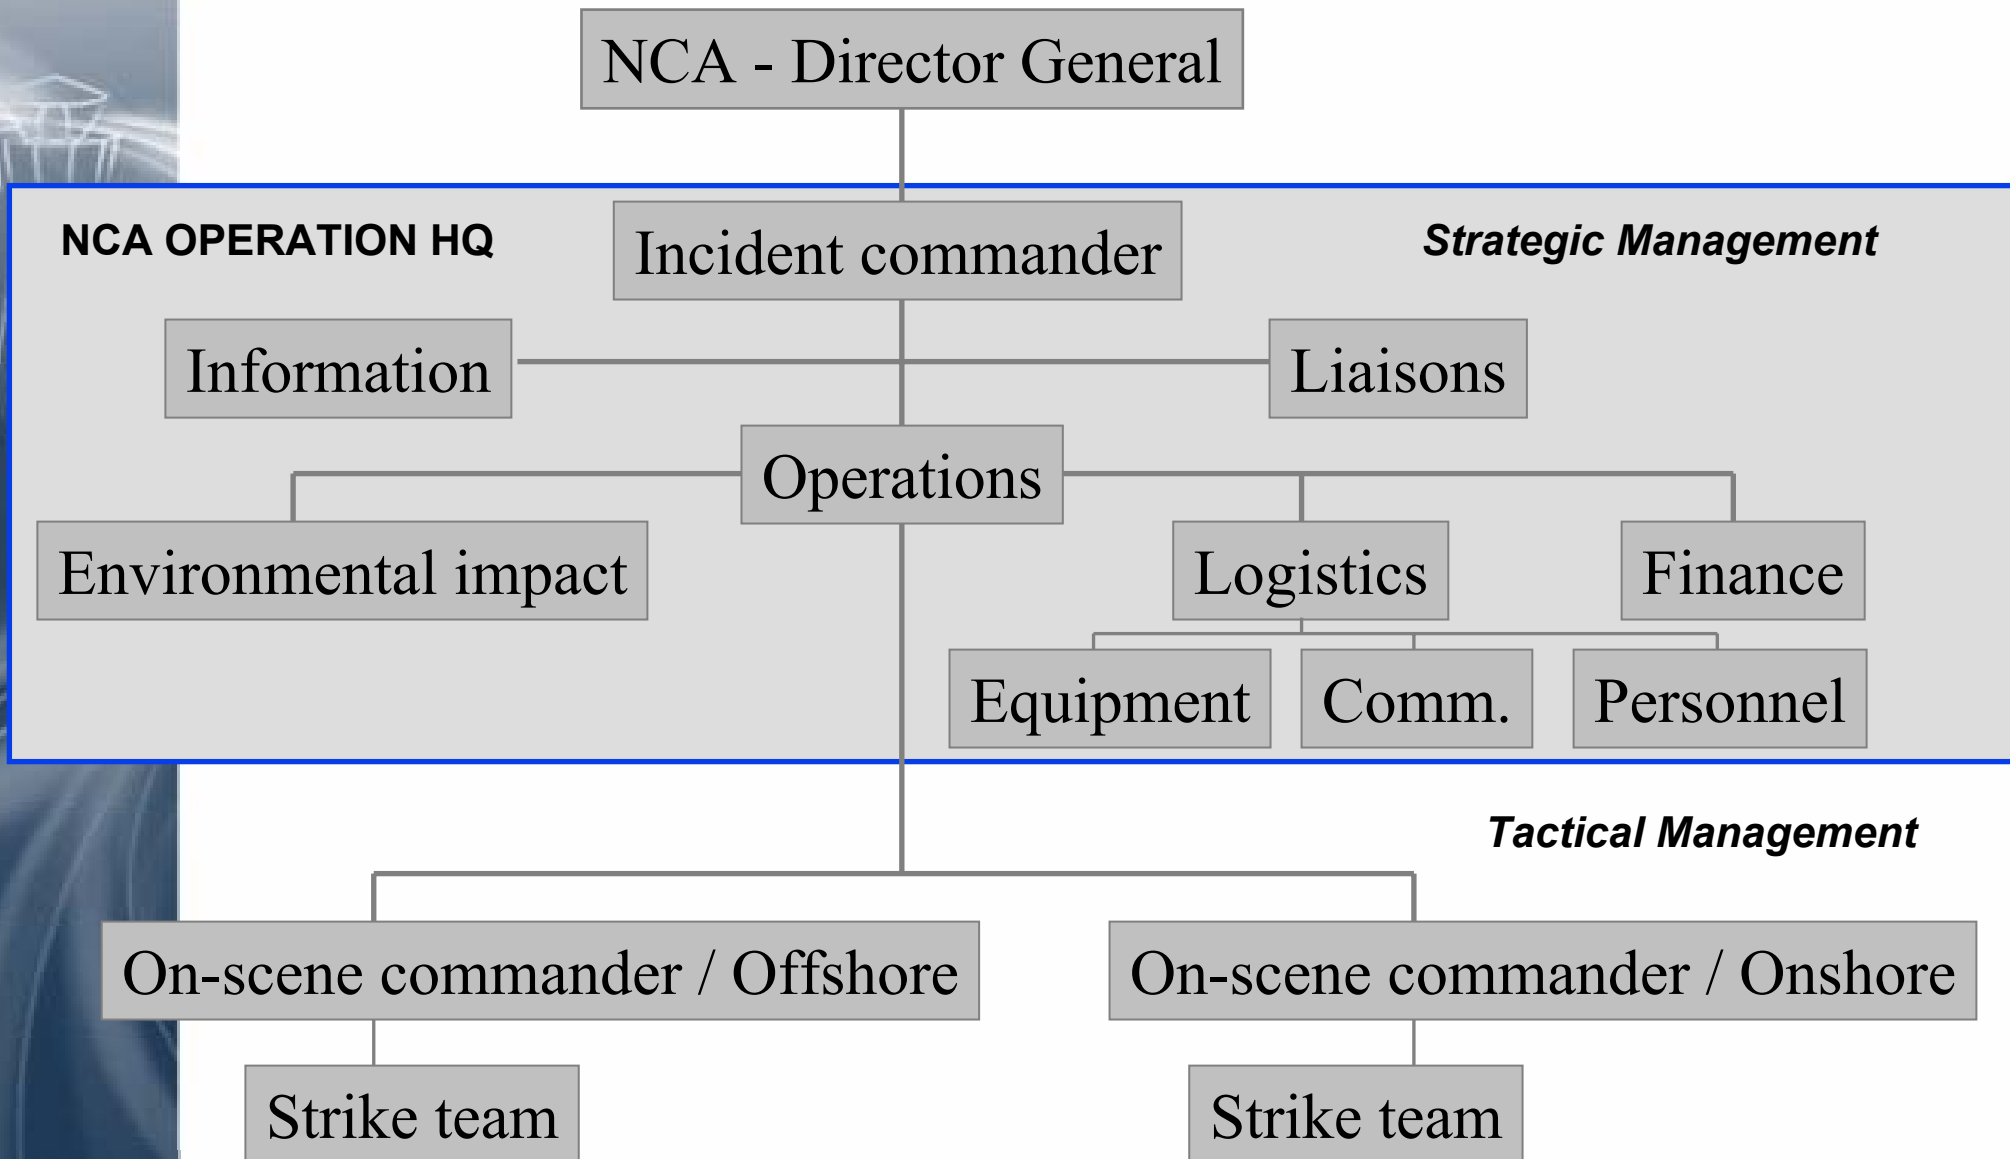 NCA - Director General
NCA OPERATION HQ
Incident commander
Strategic Management
Information
Liaisons
Operations
Environmental impact
Logistics
Finance
Equipment
Comm.
Personnel
Tactical Management
On-scene commander / Offshore
On-scene commander / Onshore
Strike team
Strike team